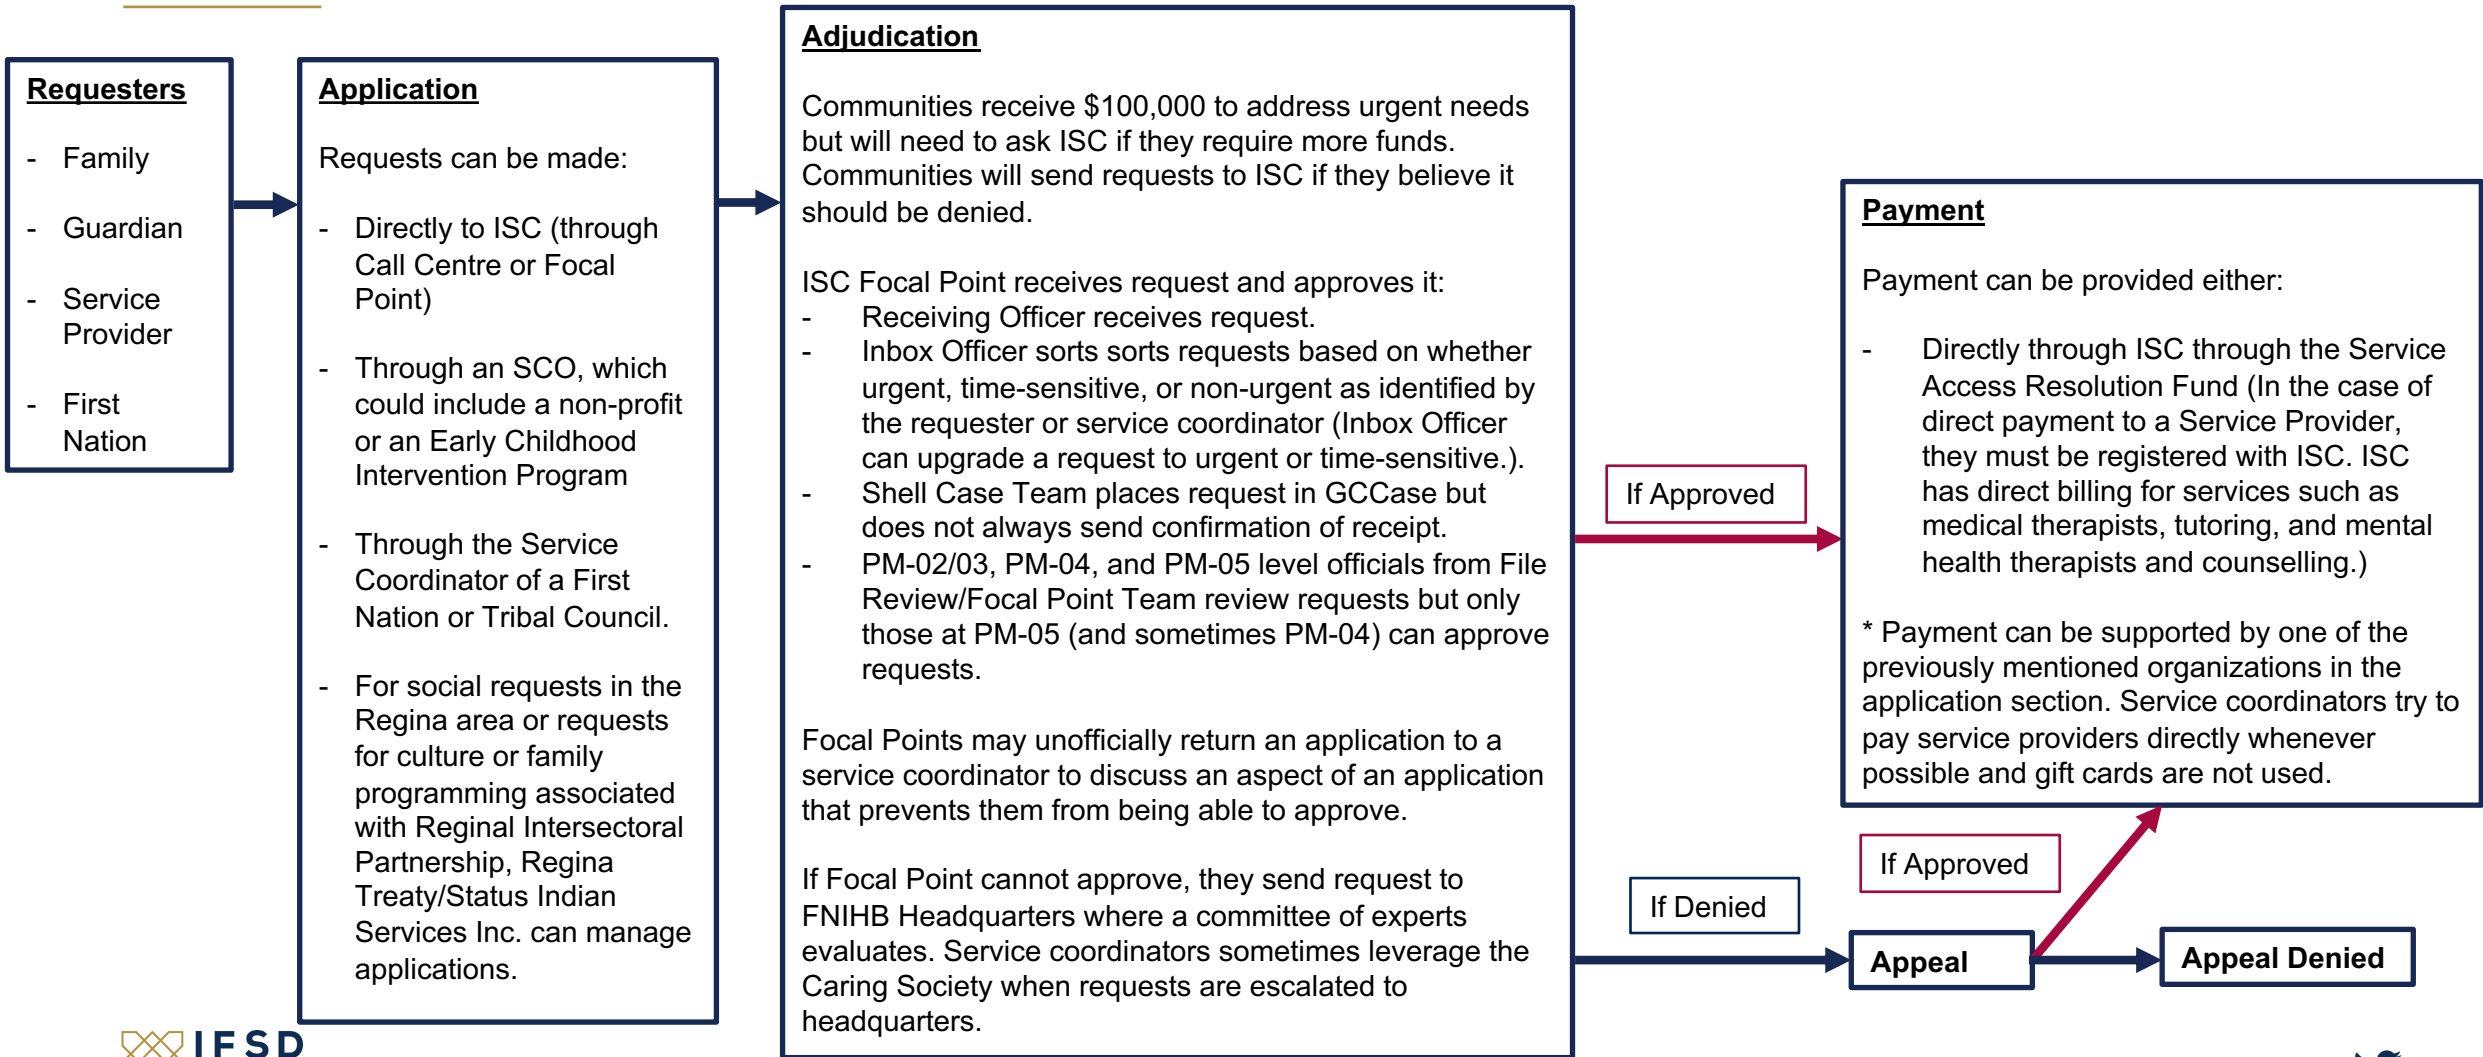 Requesters
- Family
- Guardian
- Service
Provider
- First
Nation
Application
Requests can be made:
- Directly to ISC (through
Call Centre or Focal
Point)
- Through an SCO, which
could include a non-profit
or an Early Childhood
Intervention Program
- Through the Service
Coordinator of a First
Nation or Tribal Council.
- For social requests in the
Regina area or requests
for culture or family
programming associated
with Reginal Intersectoral
Partnership, Regina
Treaty/Status Indian
Services Inc. can manage
applications.
Adjudication
Communities receive $100,000 to address urgent needs
but will need to ask ISC if they require more funds.
Communities will send requests to ISC if they believe it
should be denied.
ISC Focal Point receives request and approves it:
- Receiving Officer receives request.
- Inbox Officer sorts sorts requests based on whether
urgent, time-sensitive, or non-urgent as identified by
the requester or service coordinator (Inbox Officer
can upgrade a request to urgent or time-sensitive.).
- Shell Case Team places request in GCCase but
does not always send confirmation of receipt.
- PM-02/03, PM-04, and PM-05 level officials from File
Review/Focal Point Team review requests but only
those at PM-05 (and sometimes PM-04) can approve
requests.
Focal Points may unofficially return an application to a
service coordinator to discuss an aspect of an application
that prevents them from being able to approve.
If Focal Point cannot approve, they send request to
FNIHB Headquarters where a committee of experts
evaluates. Service coordinators sometimes leverage the
Caring Society when requests are escalated to
headquarters.
If Approved
If Denied
Payment
Payment can be provided either:
- Directly through ISC through the Service
Access Resolution Fund (In the case of
direct payment to a Service Provider,
they must be registered with ISC. ISC
has direct billing for services such as
medical therapists, tutoring, and mental
health therapists and counselling.)
* Payment can be supported by one of the
previously mentioned organizations in the
application section. Service coordinators try to
pay service providers directly whenever
possible and gift cards are not used.
If Approved
Appeal
Appeal Denied
IFSD